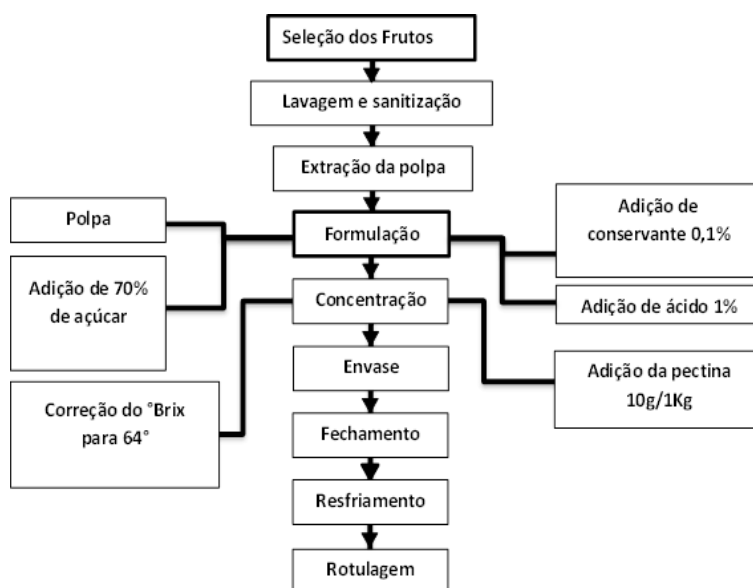 Seleção dos Frutos
Lavagem e sanitização
Extração da polpa
Polpa
Formulação
Adição de
conservante 0,1%
Adição de 70%
de açúcar
Concentração
Adição de ácido 1%
Envase
Adição da pectina
10g/1Kg
Correção do °Brix
para 64°
Fechamento
Resfriamento
Rotulagem